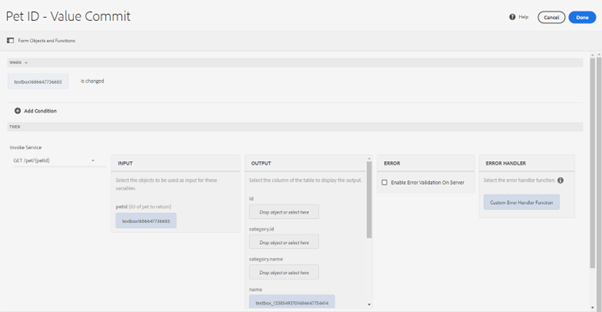 Pet ID - Value Commit
Help
Cancel
Done
Form Objects and Functions
WHEN
is changed
Add Condition
THEN
Invoke Service
GET /pet/{petId}
INPUT
Select the objects to be used as input for these
variables.
petId (ID of pet to return)
OUTPUT
Select the column of the table to display the output.
id
Drop object or select here
category.id
Drop object or select here
category.name
Drop object or select here
name
ERROR
Enable Error Validation On Server
ERROR HANDLER
Select the error handler function.
Custom Error Handler Function